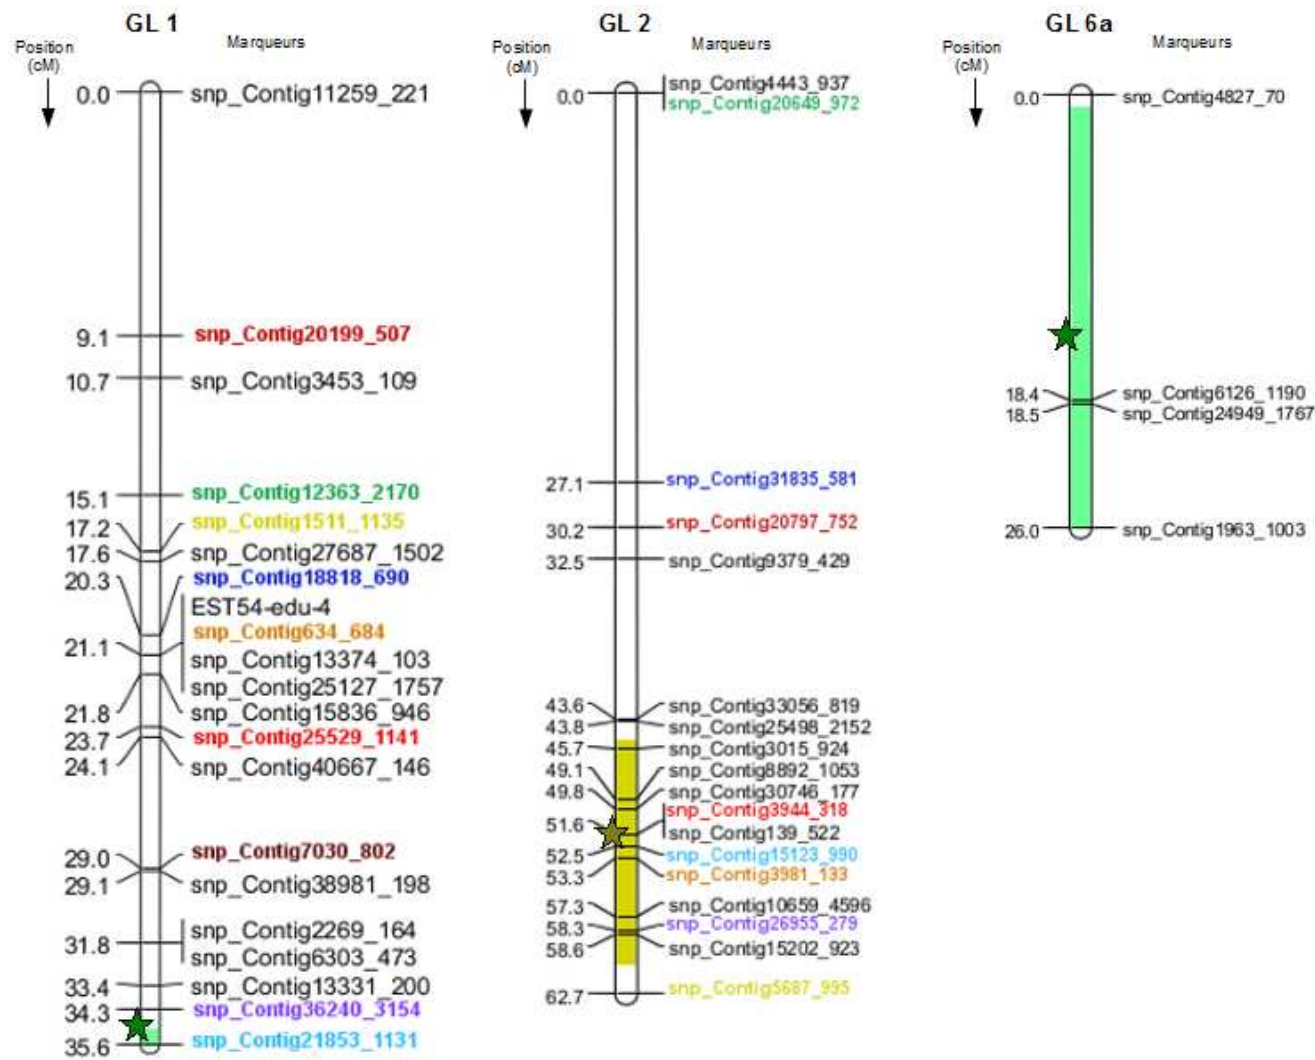 GL 1
Position
(cM)
Marqueurs
0.0
snp_Contig11259_221
9.1
snp_Contig20199_507
10.7
snp_Contig3453_109
15.1
snp_Contig12363_2170
17.2
snp_Contig1511_1135
17.6
snp_Contig27687_1502
20.3
snp_Contig18818_690
21.1
EST54-edu-4
snp_Contig634_684
snp_Contig13374_103
snp_Contig25127_1757
21.8
snp_Contig15836_946
23.7
snp_Contig25529_1141
24.1
snp_Contig40667_146
29.0
snp_Contig7030_802
29.1
snp_Contig38981_198
31.8
snp_Contig2269_164
snp_Contig6303_473
33.4
snp_Contig13331_200
34.3
snp_Contig36240_3154
35.6
snp_Contig21853_1131
GL 2
Position
(cM)
Marqueurs
0.0
snp_Contig4443_937
snp_Contig20649_972
27.1
snp_Contig31835_581
30.2
snp_Contig20797_752
32.5
snp_Contig9379_429
43.6
snp_Contig33056_819
43.8
snp_Contig25498_2152
45.7
snp_Contig3015_924
49.1
snp_Contig8892_1053
49.8
snp_Contig30746_177
51.6
snp_Contig3944_318
snp_Contig139_522
52.5
snp_Contig15123_990
53.3
snp_Contig3981_133
57.3
snp_Contig10659_4596
58.3
snp_Contig26955_279
58.6
snp_Contig15202_923
62.7
snp_Contig5687_995
GL 6a
Position
(cM)
Marqueurs
0.0
snp_Contig4827_70
18.4
snp_Contig6126_1190
18.5
snp_Contig24949_1767
26.0
snp_Contig1963_1003